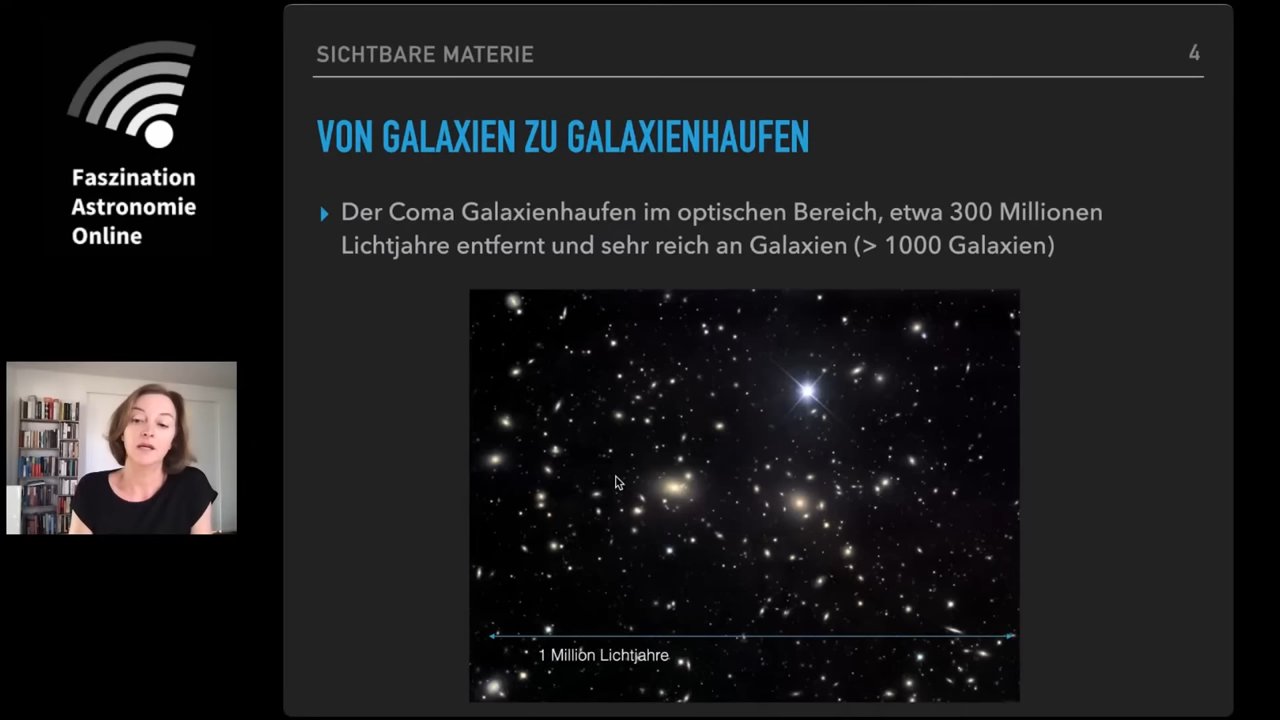 Faszination
Astronomie
Online
SICHTBARE MATERIE
4
VON GALAXIEN ZU GALAXIENHAUFEN
Der Coma Galaxienhaufen im optischen Bereich, etwa 300 Millionen
Lichtjahre entfernt und sehr reich an Galaxien (> 1000 Galaxien)
1 Million Lichtjahre